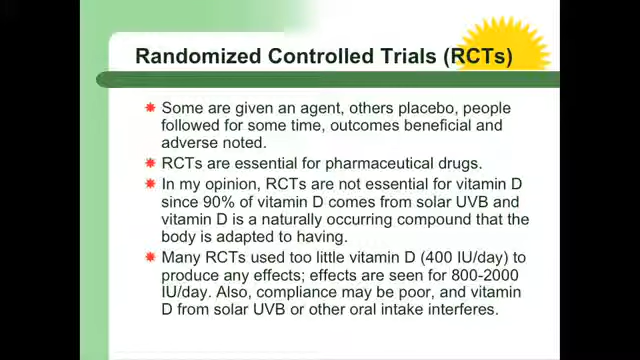 Randomized Controlled Trials (RCTs)
Some are given an agent, others placebo, people
followed for some time, outcomes beneficial and
adverse noted.
RCTs are essential for pharmaceutical drugs.
In my opinion, RCTs are not essential for vitamin D
since 90% of vitamin D comes from solar UVB and
vitamin D is a naturally occurring compound that the
body is adapted to having.
Many RCTs used too little vitamin D (400 IU/day) to
produce any effects; effects are seen for 800-2000
IU/day. Also, compliance may be poor, and vitamin
D from solar UVB or other oral intake interferes.